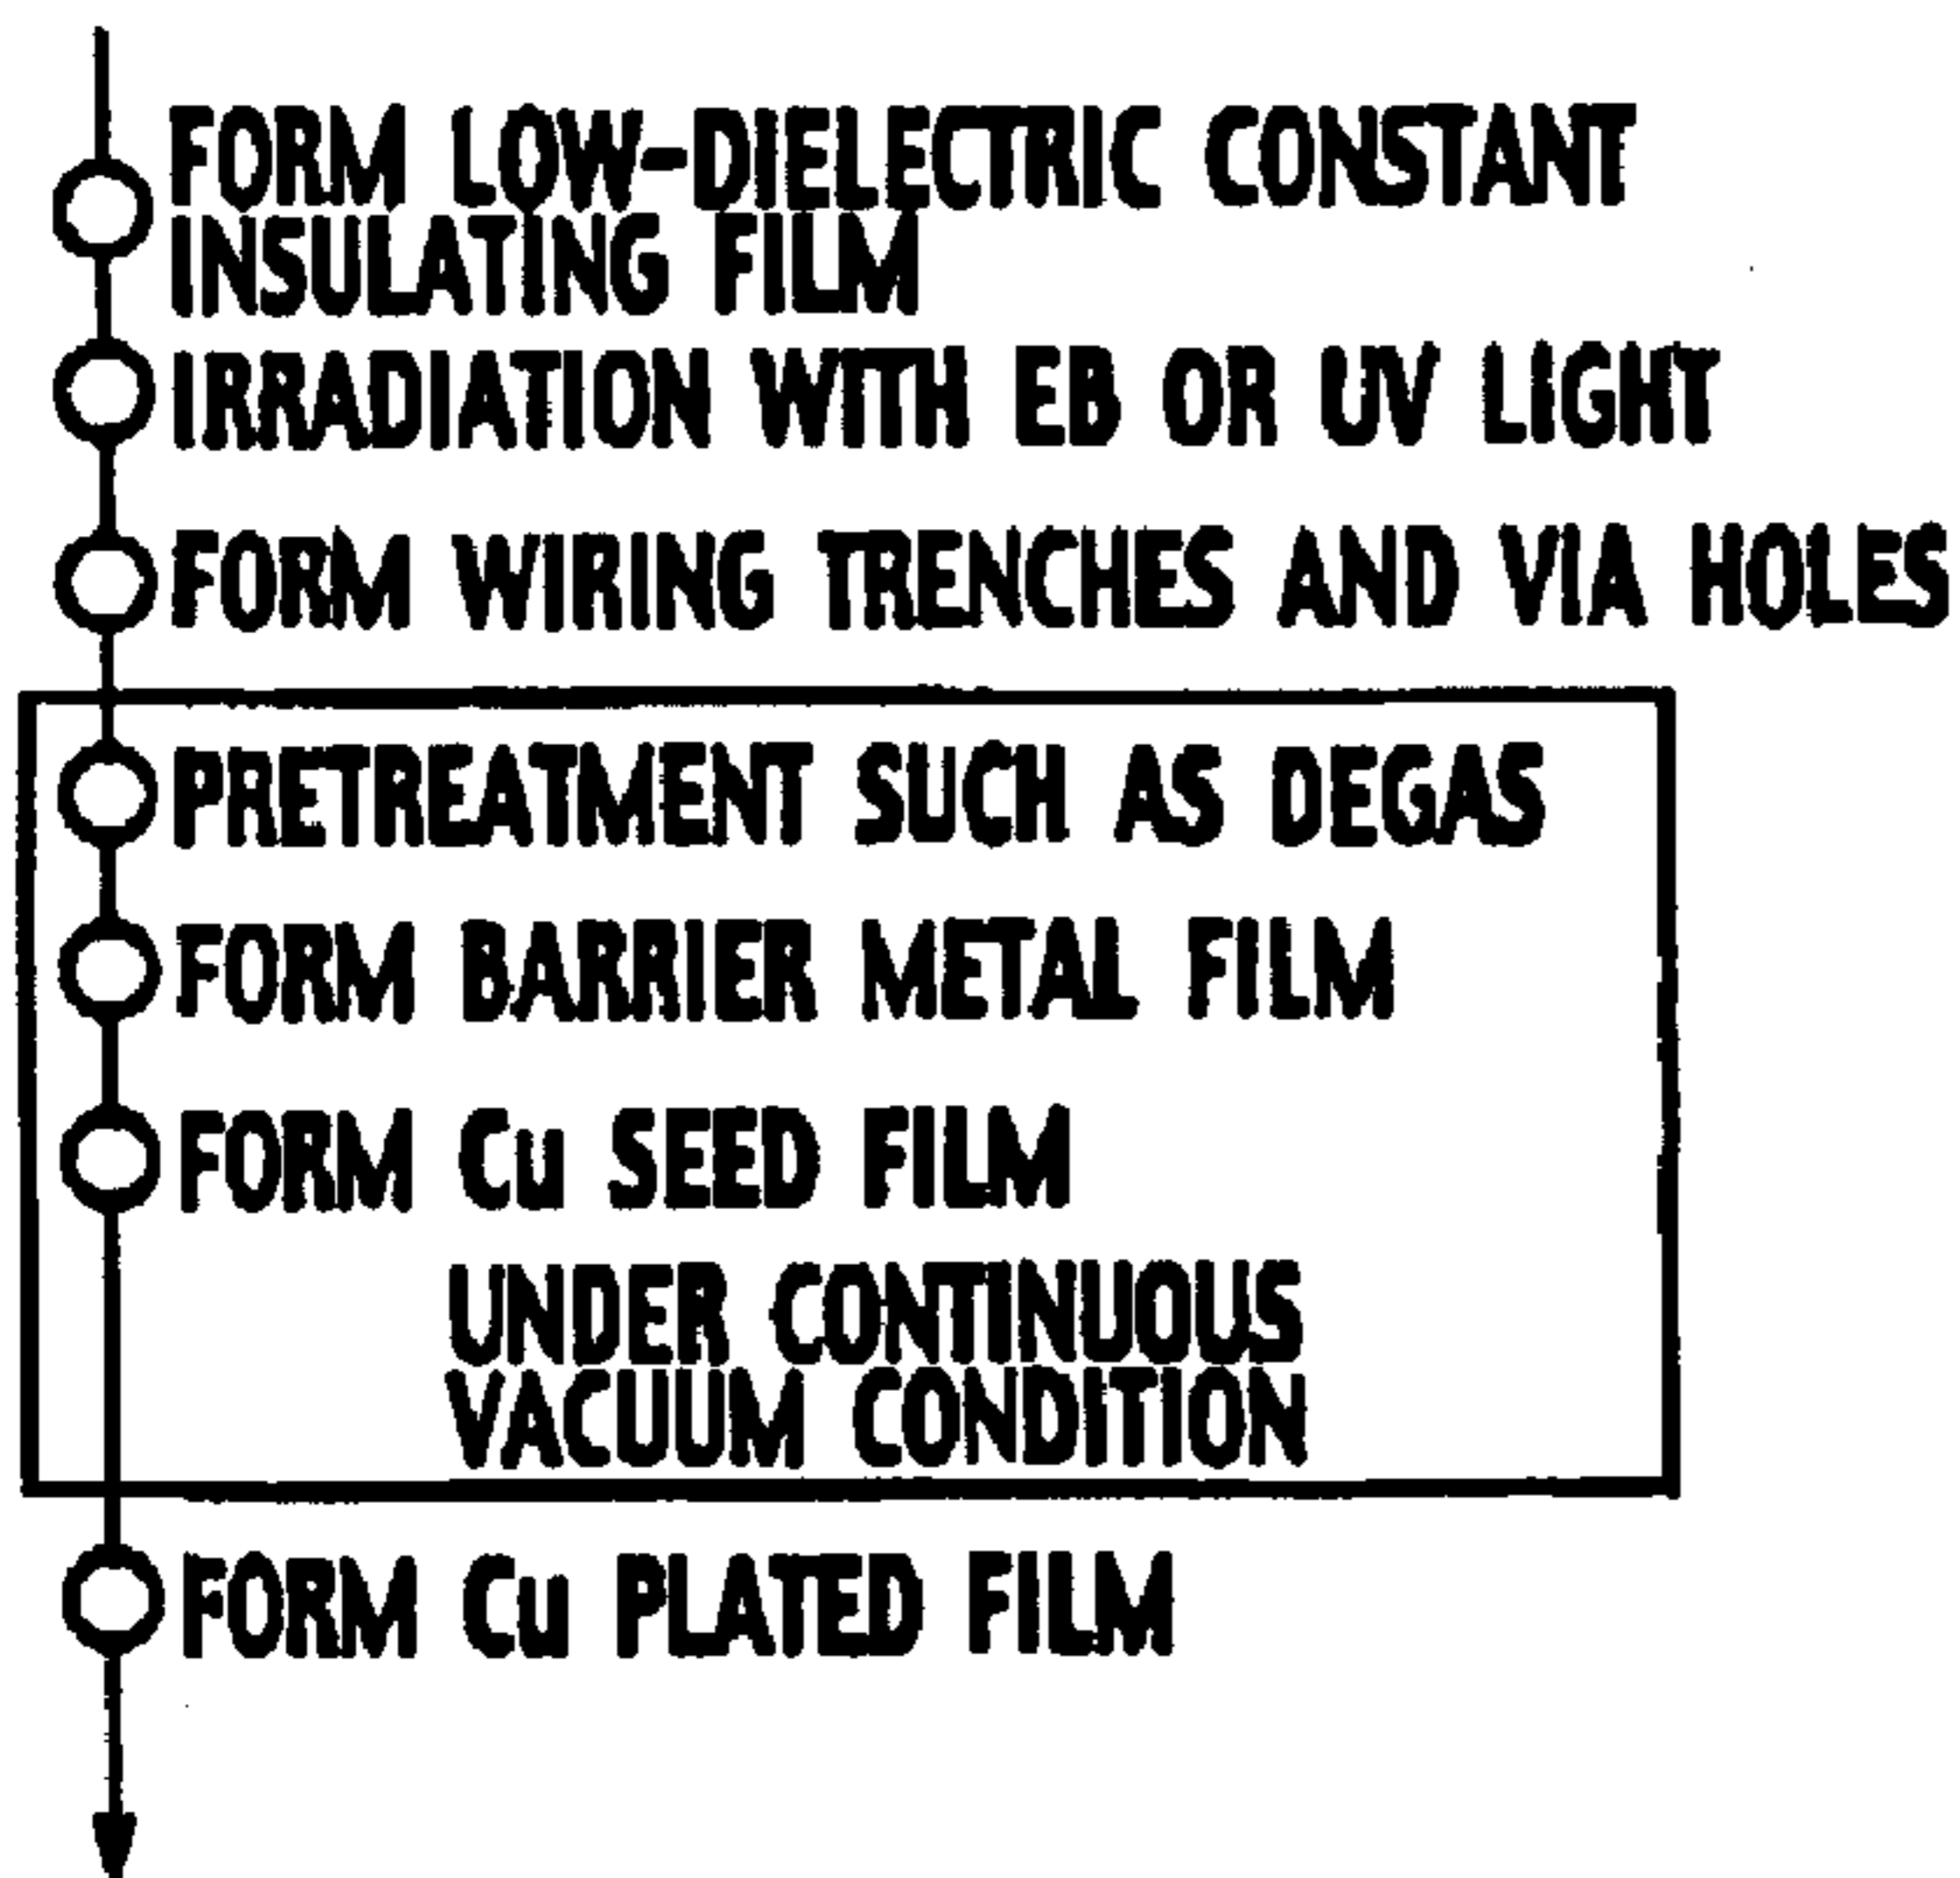 FORM LOW-DIELECTRIC CONSTANT
INSULATING FILM
IRRADIATION WITH EB OR UV LIGHT
FORM WIRING TRENCHES AND VIA HOLES
PRETREATMENT SUCH AS DEGAS
FORM BARRIER METAL FILM
FORM Cu SEED FILM
UNDER CONTINUOUS
VACUUM CONDITION
FORM Cu PLATED FILM